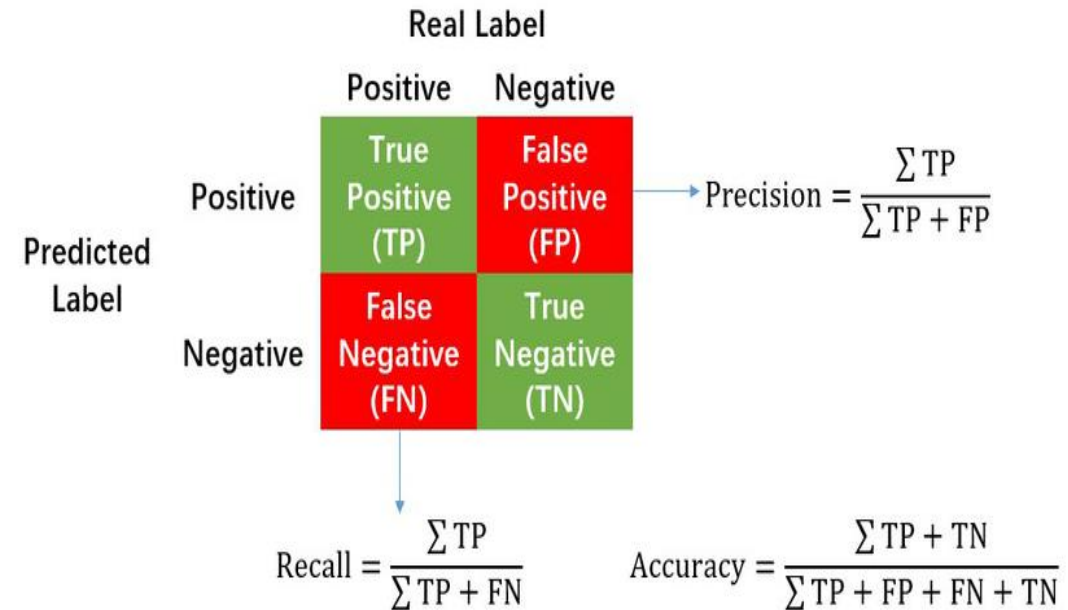 Real Label
Positive Negative
True Positive (TP)
False Positive (FP)
Positive
Precision = ∑ TP / ∑ TP + FP
Predicted Label
Negative
False Negative (FN)
True Negative (TN)
Recall = ∑ TP / ∑ TP + FN
Accuracy = ∑ TP + TN / ∑ TP + FP + FN + TN